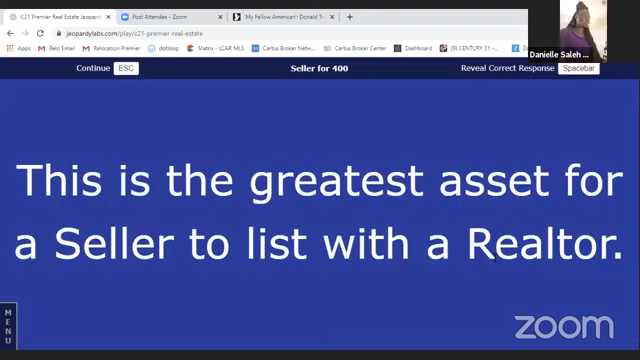 C21 Premier Real Estate Jeopard
Post Attendee - Zoom
"My Fellow American": Donald T
jeopardylabs.com/play/c21-premier-real-estate
Apps
Relo Email
Relocation Prime
dotloop
Matrix - LCAR MLS
Cartus Broker Netw...
Cartus Broker Center
Dashboard
(9) CENTURY 21 -
Danielle Saleh
Continue ESC
Seller for 400
Reveal Correct Response Spacebar
This is the greatest asset for
a Seller to list with a Realtor.
MENU
zoom